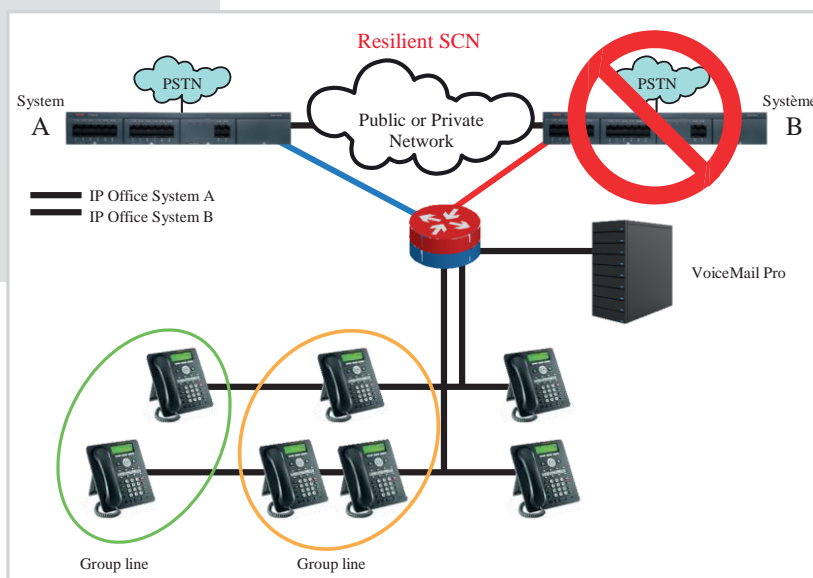 Resilient SCN
PSTN
PSTN
System
A
Public or Private
Network
Système
B
IP Office System A
IP Office System B
VoiceMail Pro
Group line
Group line